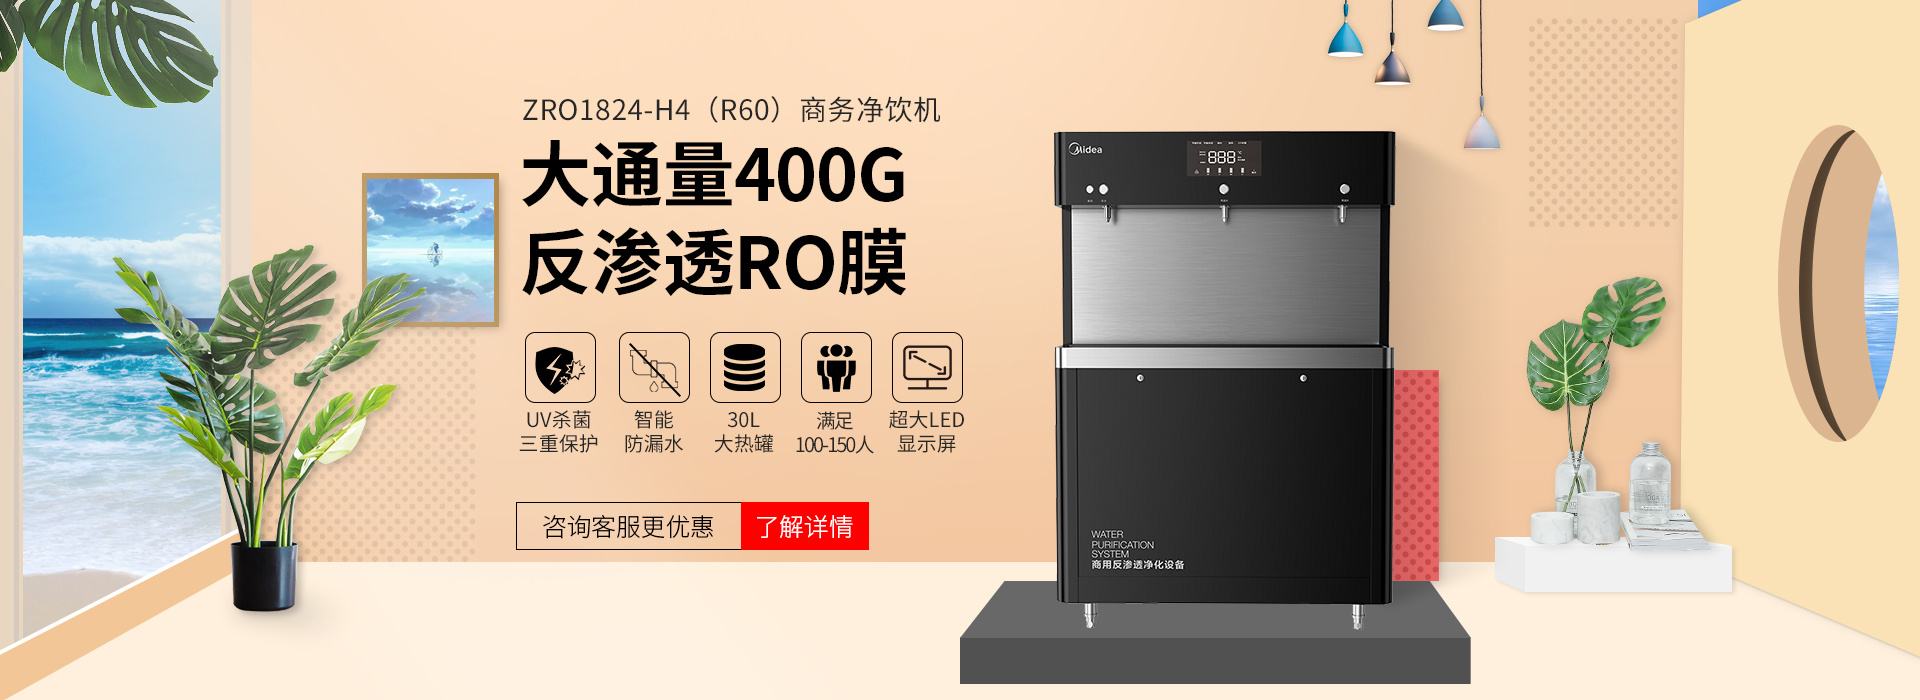 ZRO1824-H4（R60）商务净饮机
大通量400G
反渗透RO膜
UV杀菌
三重保护
智能
防漏水
30L
大热罐
满足
100-150人
超大LED
显示屏
咨询客服更优惠
了解详情
Midea
888
WATER
PURIFICATION
SYSTEM
商用反渗透净化设备